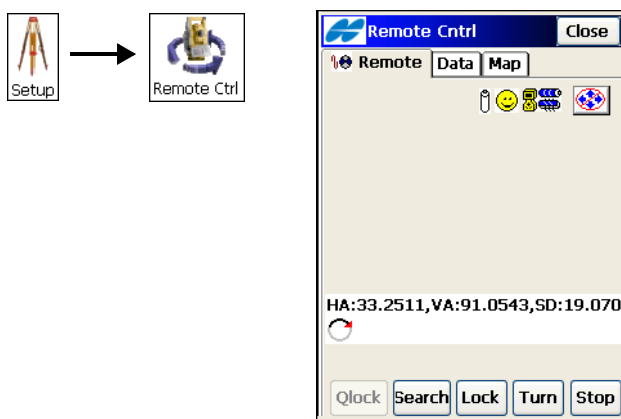 Setup
Remote Ctrl
Remote Cntrl Close
Remote Data Map
HA:33.2511,VA:91.0543,SD:19.070
Qlock Search Lock Turn Stop